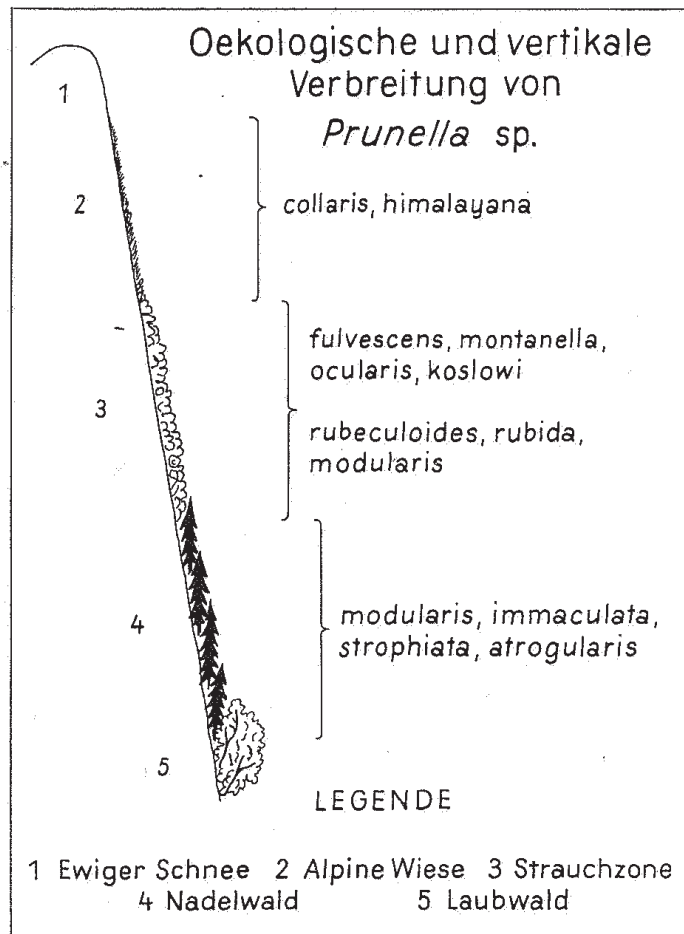 Oekologische und vertikale
Verbreitung von
Prunella sp.
1
2
collaris, himalayana
fulvescens, montanella,
ocularis, koslowi
3
rubeculoides, rubida,
modularis
4
modularis, immaculata,
strophiata, atrogularis
5
LEGENDE
1 Ewiger Schnee 2 Alpine Wiese 3 Strauchzone
4 Nadelwald 5 Laubwald